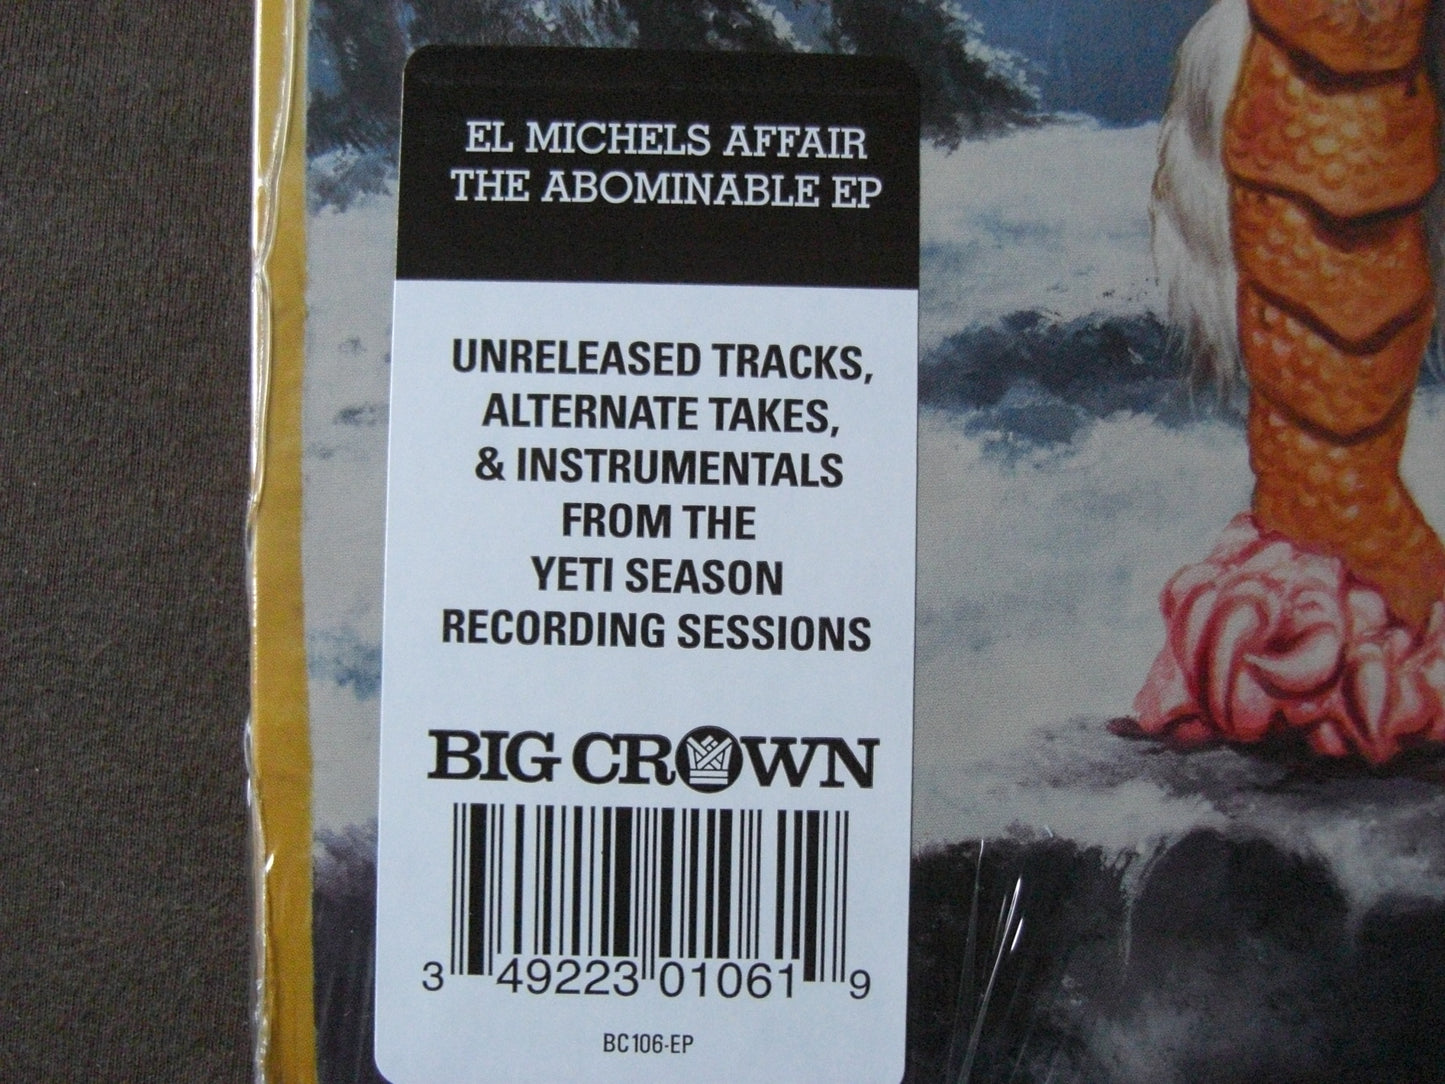 EL MICHELS AFFAIR
THE ABOMINABLE EP
UNRELEASED TRACKS,
ALTERNATE TAKES,
& INSTRUMENTALS
FROM THE
YETI SEASON
RECORDING SESSIONS
BIG CROWN
3 49223 01061 9
BC106-EP